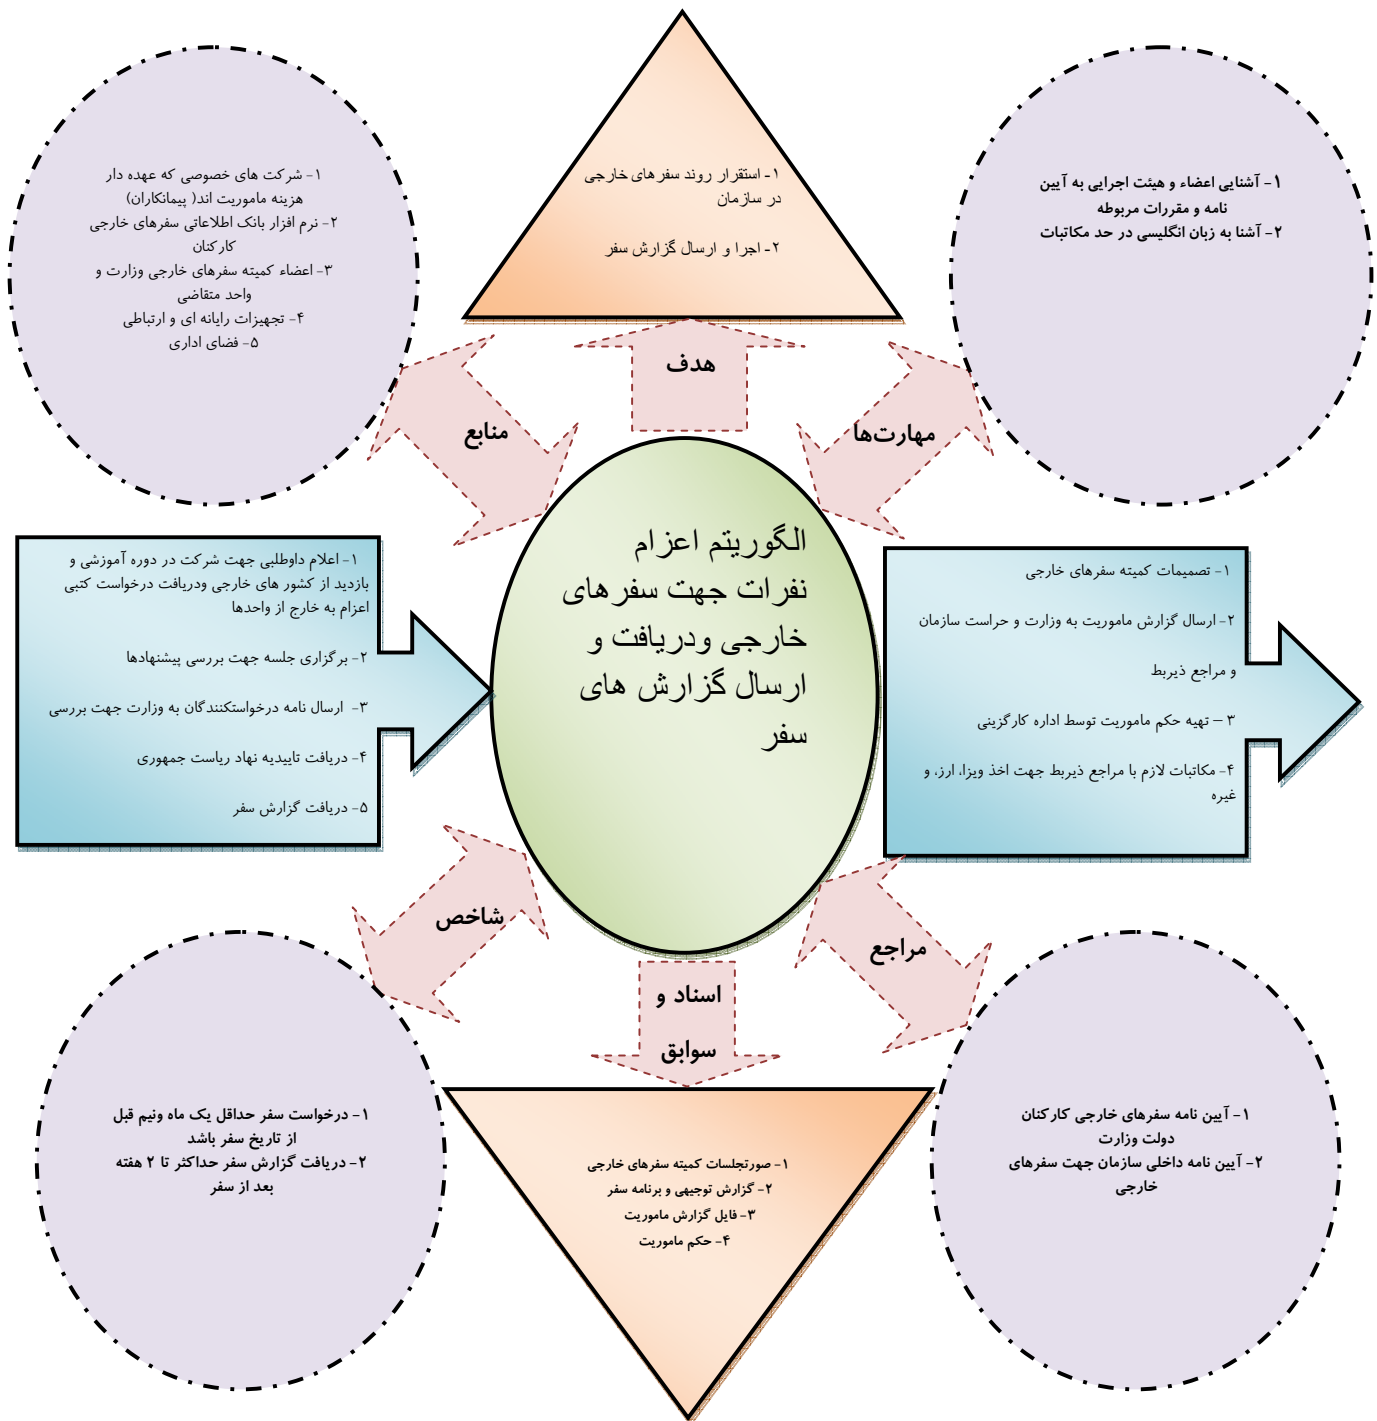 ۱- استقرار روند سفرهای خارجی
در سازمان
۲- اجرا و ارسال گزارش سفر
۱- آشنایی اعضاء و هیئت اجرایی به آیین
نامه و مقررات مربوطه
۲- آشنا به زبان انگلیسی در حد مکاتبات
۱- شرکت های خصوصی که عهده دار
هزینه ماموریت اند( پیمانکاران)
۲- نرم افزار بانک اطلاعاتی سفرهای خارجی
کارکنان
۳- اعضاء کمیته سفرهای خارجی وزارت و
واحد متقاضی
۴- تجهیزات رایانه ای و ارتباطی
۵- فضای اداری
هدف
مهارت‌ها
منابع
الگوریتم اعزام
نفرات جهت سفرهای
خارجی ودریافت و
ارسال گزارش های
سفر
۱- تصمیمات کمیته سفرهای خارجی
۲- ارسال گزارش ماموریت به وزارت و حراست سازمان
و مراجع ذیربط
۳ – تهیه حکم ماموریت توسط اداره کارگزینی
۴- مکاتبات لازم با مراجع ذیربط جهت اخذ ویزا، ارز، و
غیره
۱- اعلام داوطلبی جهت شرکت در دوره آموزشی و
بازدید از کشور های خارجی ودریافت درخواست کتبی
اعزام به خارج از واحدها
۲- برگزاری جلسه جهت بررسی پیشنهادها
۳- ارسال نامه درخواستکنندگان به وزارت جهت بررسی
۴- دریافت تاییدیه نهاد ریاست جمهوری
۵- دریافت گزارش سفر
مراجع
شاخص
اسناد و
سوابق
۱- آیین نامه سفرهای خارجی کارکنان
دولت وزارت
۲- آیین نامه داخلی سازمان جهت سفرهای
خارجی
۱- صورتجلسات کمیته سفرهای خارجی
۲- گزارش توجیهی و برنامه سفر
۳- فایل گزارش ماموریت
۴- حکم ماموریت
۱- درخواست سفر حداقل یک ماه ونیم قبل
از تاریخ سفر باشد
۲- دریافت گزارش سفر حداکثر تا ۲ هفته
بعد از سفر